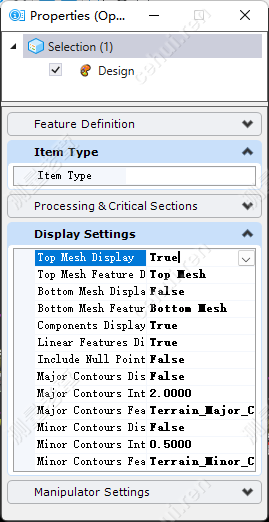 Properties (Op...
Selection (1)
Design
Feature Definition
Item Type
Item Type
Processing & Critical Sections
Display Settings
Top Mesh Display True
Top Mesh Feature D Top Mesh
Bottom Mesh Displa False
Bottom Mesh Featur Bottom Mesh
Components Display True
Linear Features Di True
Include Null Point False
Major Contours Dis False
Major Contours Int 2.0000
Major Contours Fea Terrain_Major_C
Minor Contours Dis False
Minor Contours Int 0.5000
Minor Contours Fea Terrain_Minor_C
Manipulator Settings